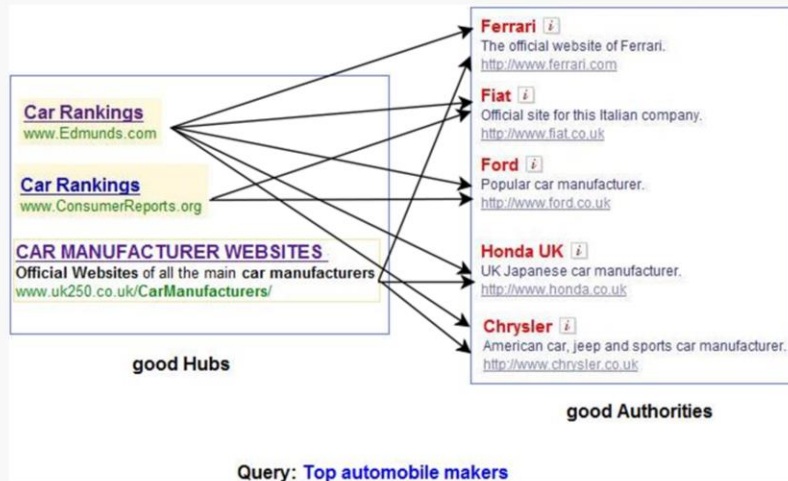 Car Rankings
www.Edmunds.com
Car Rankings
www.ConsumerReports.org
CAR MANUFACTURER WEBSITES
Official Websites of all the main car manufacturers
www.uk250.co.uk/CarManufacturers/
good Hubs
Ferrari i
The official website of Ferrari.
http://www.ferrari.com
Fiat i
Official site for this Italian company.
http://www.fiat.co.uk
Ford i
Popular car manufacturer.
http://www.ford.co.uk
Honda UK i
UK Japanese car manufacturer.
http://www.honda.co.uk
Chrysler i
American car, jeep and sports car manufacturer.
http://www.chrysler.co.uk
good Authorities
Query: Top automobile makers